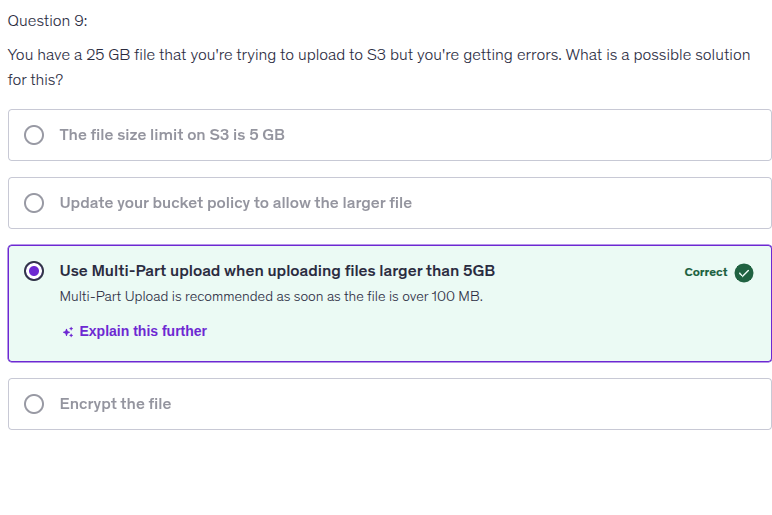 Question 9:
You have a 25 GB file that you're trying to upload to S3 but you're getting errors. What is a possible solution
for this?
The file size limit on S3 is 5 GB
Update your bucket policy to allow the larger file
Use Multi-Part upload when uploading files larger than 5GB
Correct
Multi-Part Upload is recommended as soon as the file is over 100 MB.
Explain this further
Encrypt the file